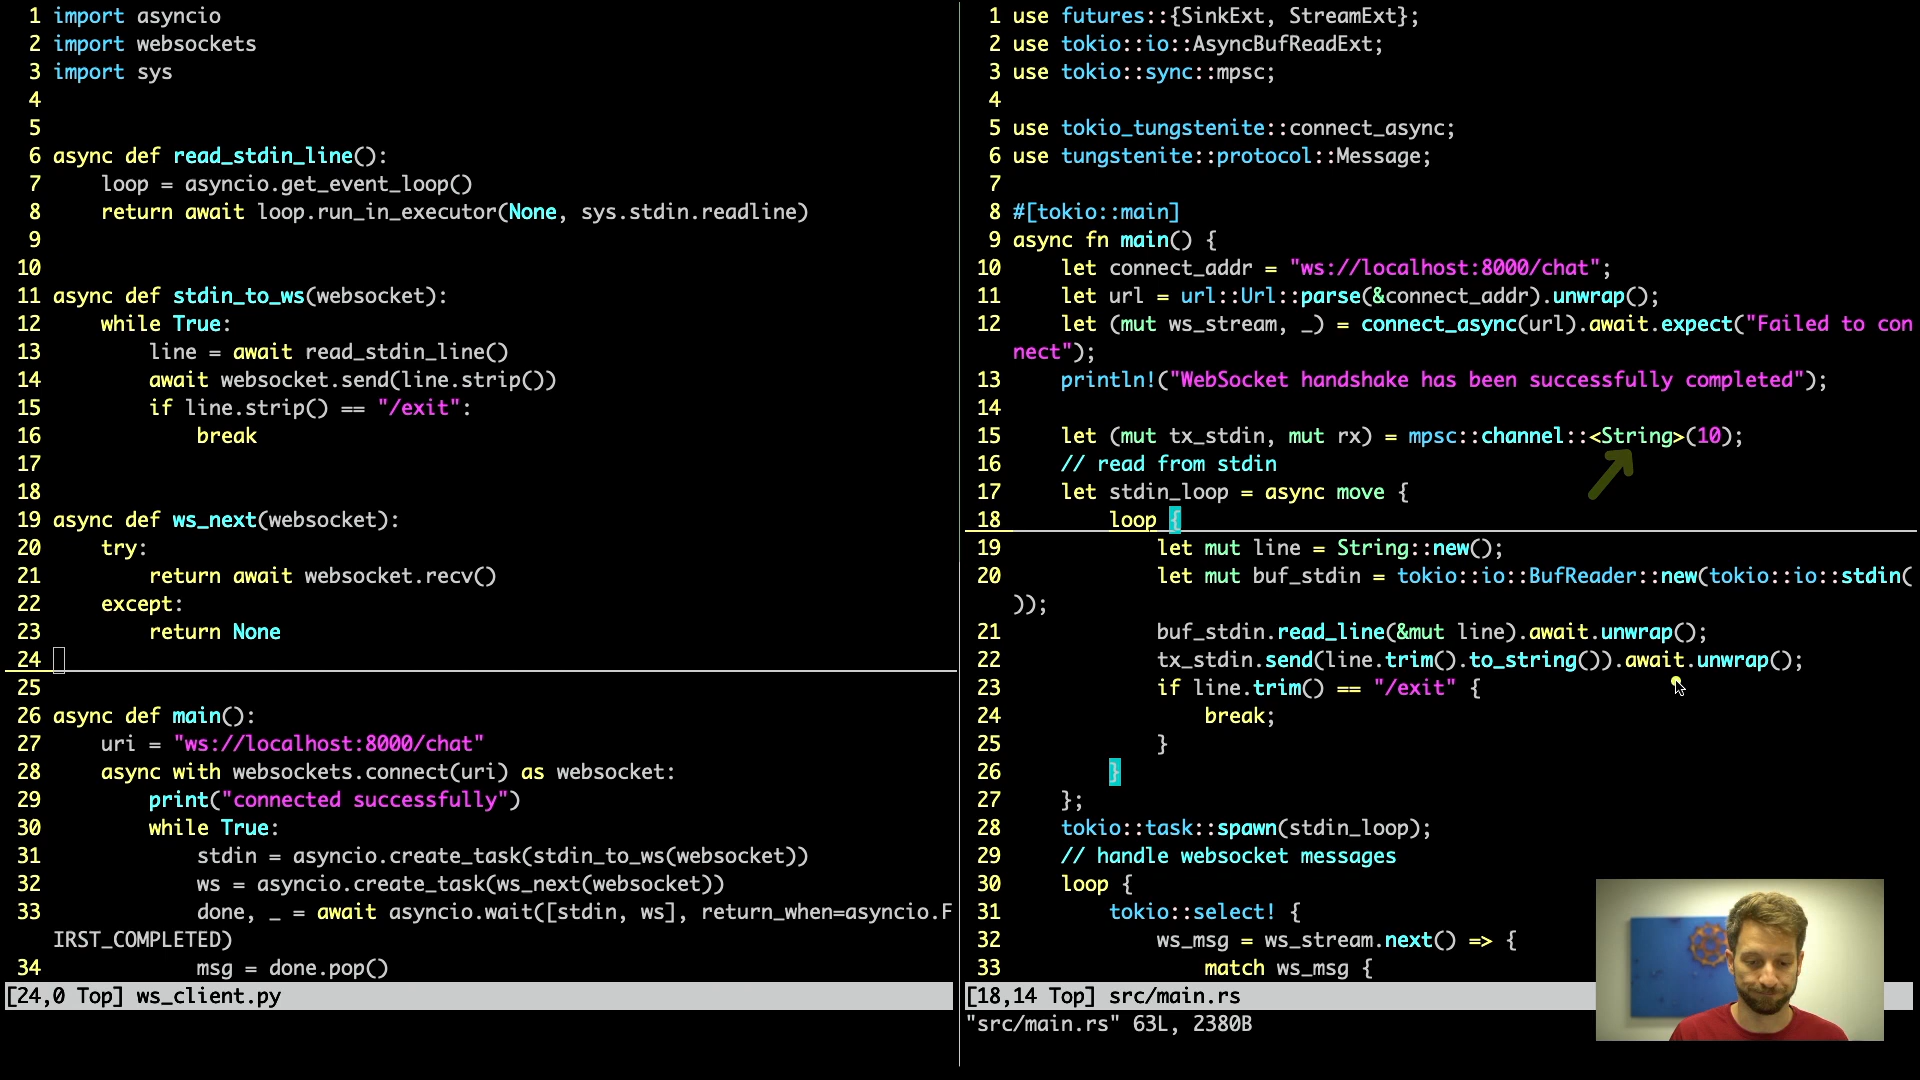 1 import asyncio
2 import websockets
3 import sys
4
5
6 async def read_stdin_line():
7     loop = asyncio.get_event_loop()
8     return await loop.run_in_executor(None, sys.stdin.readline)
9
10
11 async def stdin_to_ws(websocket):
12     while True:
13         line = await read_stdin_line()
14         await websocket.send(line.strip())
15         if line.strip() == "/exit":
16             break
17
18
19 async def ws_next(websocket):
20     try:
21         return await websocket.recv()
22     except:
23         return None
24
25
26 async def main():
27     uri = "ws://localhost:8000/chat"
28     async with websockets.connect(uri) as websocket:
29         print("connected successfully")
30         while True:
31             stdin = asyncio.create_task(stdin_to_ws(websocket))
32             ws = asyncio.create_task(ws_next(websocket))
33             done, _ = await asyncio.wait([stdin, ws], return_when=asyncio.F
IRST_COMPLETED)
34             msg = done.pop()
[24,0 Top] ws_client.py
1 use futures::{SinkExt, StreamExt};
2 use tokio::io::AsyncBufReadExt;
3 use tokio::sync::mpsc;
4
5 use tokio_tungstenite::connect_async;
6 use tungstenite::protocol::Message;
7
8 #[tokio::main]
9 async fn main() {
10     let connect_addr = "ws://localhost:8000/chat";
11     let url = url::Url::parse(&connect_addr).unwrap();
12     let (mut ws_stream, _) = connect_async(url).await.expect("Failed to con
nect");
13     println!("WebSocket handshake has been successfully completed");
14
15     let (mut tx_stdin, mut rx) = mpsc::channel::<String>(10);
16     // read from stdin
17     let stdin_loop = async move {
18         loop {
19             let mut line = String::new();
20             let mut buf_stdin = tokio::io::BufReader::new(tokio::io::stdin(
));
21             buf_stdin.read_line(&mut line).await.unwrap();
22             tx_stdin.send(line.trim().to_string()).await.unwrap();
23             if line.trim() == "/exit" {
24                 break;
25             }
26         }
27     };
28     tokio::task::spawn(stdin_loop);
29     // handle websocket messages
30     loop {
31         tokio::select! {
32             ws_msg = ws_stream.next() => {
33                 match ws_msg {
[18,14 Top] src/main.rs
"src/main.rs" 63L, 2380B